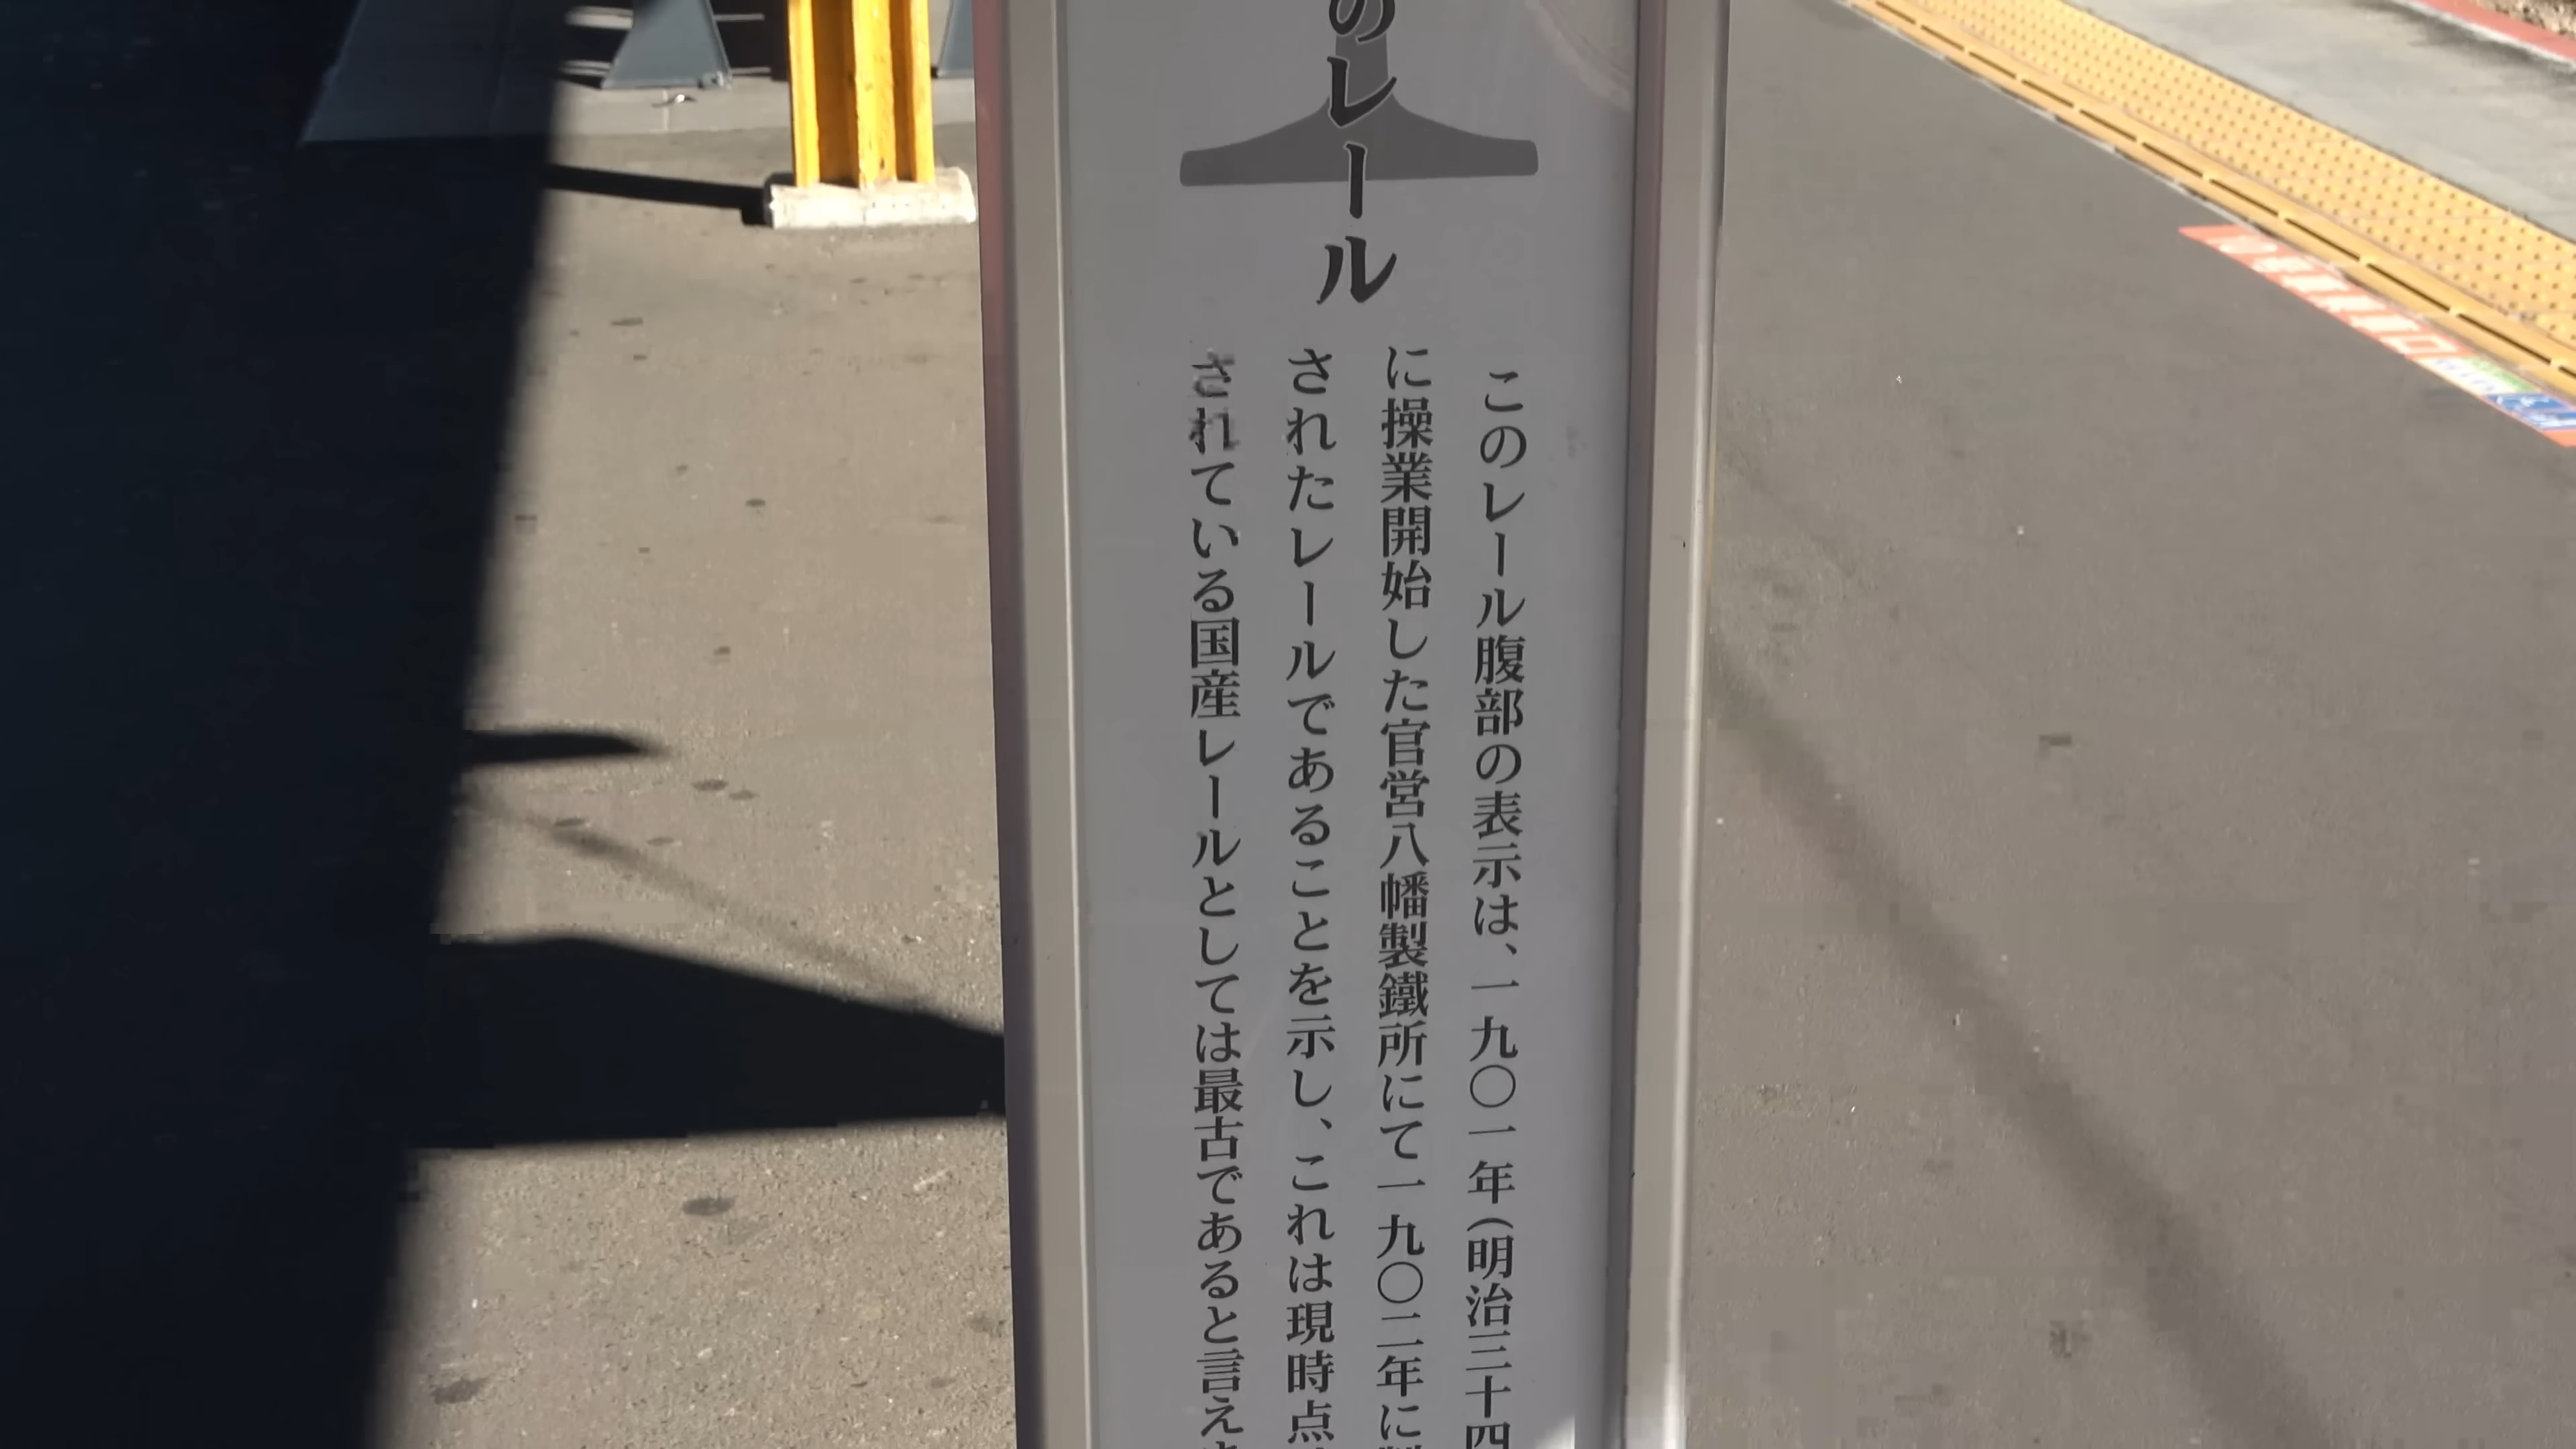 のレール
このレール腹部の表示は、一九〇一年(明治三十四
に操業開始した官営八幡製鐵所にて一九〇二年に
されたレールであることを示し、これは現時点
されている国産レールとしては最古であると言え